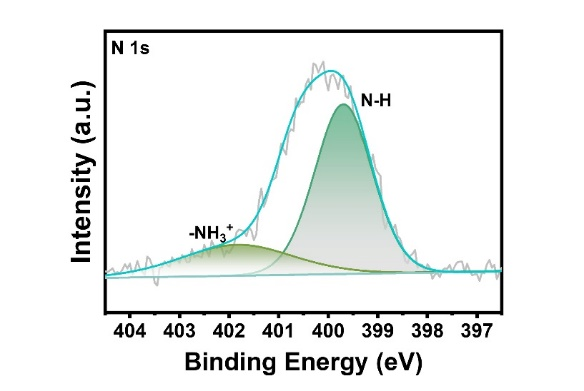 N 1s
N-H
-NH₃⁺
Intensity (a.u.)
404 403 402 401 400 399 398 397
Binding Energy (eV)